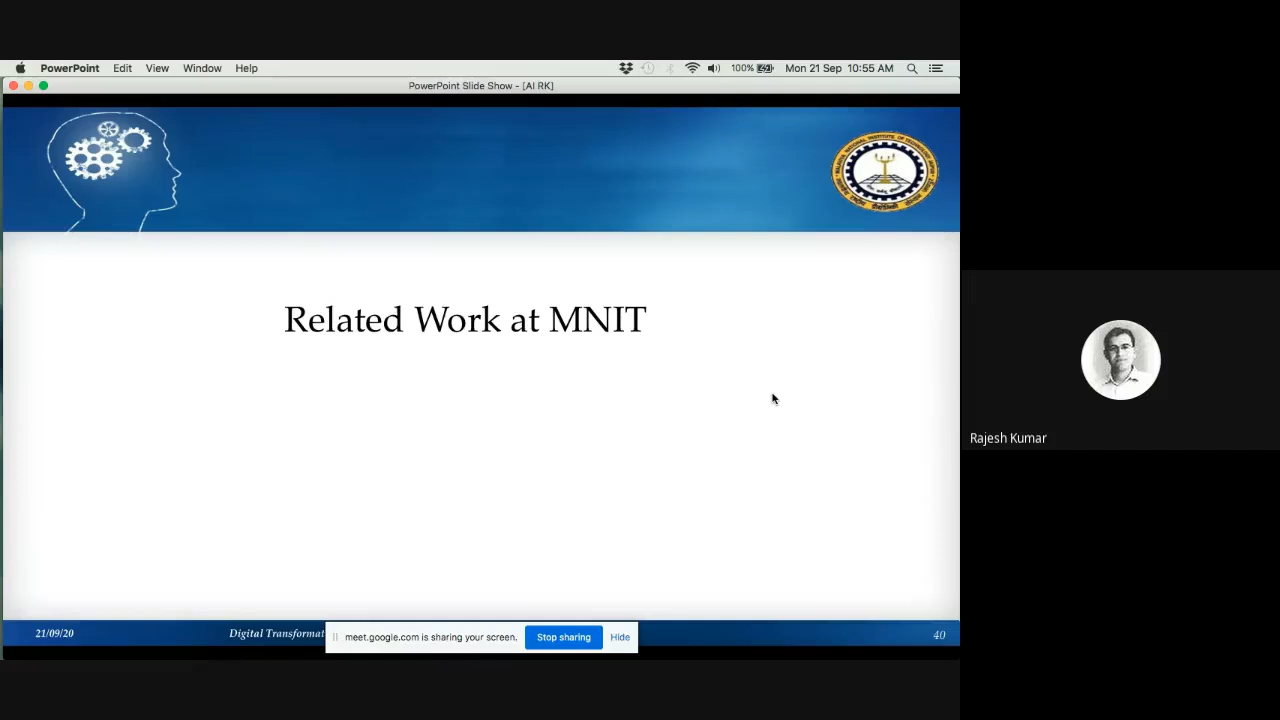 PowerPoint Edit View Window Help 100% Mon 21 Sep 10:55 AM
PowerPoint Slide Show - [AI RK]
Related Work at MNIT
Rajesh Kumar
21/09/20 Digital Transformat 40
meet.google.com is sharing your screen. Stop sharing Hide